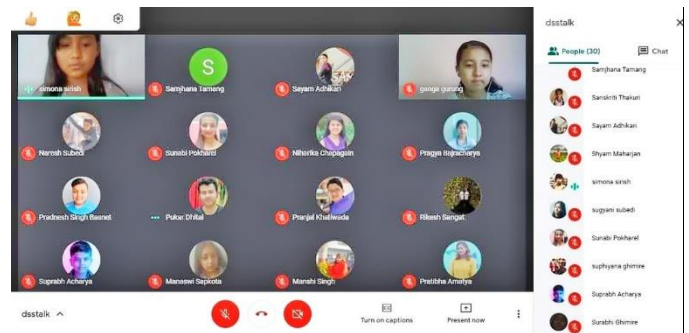 dsstalk
People (30)
Chat
S
simona sirish
Samjhana Tamang
Sayam Adhikari
ganga gurung
Naresh Subedi
Sunabi Pokharel
Niharika Chapagain
Pragya Bajracharya
Pradnesh Singh Basnet
Pukar Dhital
Pranjal Khatiwada
Rikesh Sangat
Suprabh Acharya
Manaswi Sapkota
Manshi Singh
Pratibha Amatya
Samjhana Tamang
Sanskriti Thakuri
Sayam Adhikari
Shyam Maharjan
simona sirish
sugyani subedi
Sunabi Pokharel
suphiyana ghimire
Suprabh Acharya
Surabhi Ghimire
dsstalk
Turn on captions
Present now